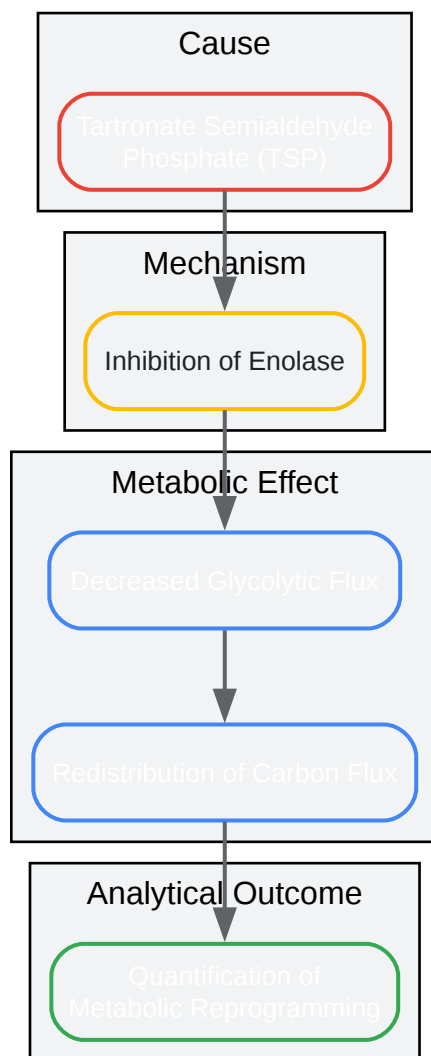 Cause
Tartronate Semialdehyde
Phosphate (TSP)
Mechanism
Inhibition of Enolase
Metabolic Effect
Decreased Glycolytic Flux
Redistribution of Carbon Flux
Analytical Outcome
Quantification of
Metabolic Reprogramming